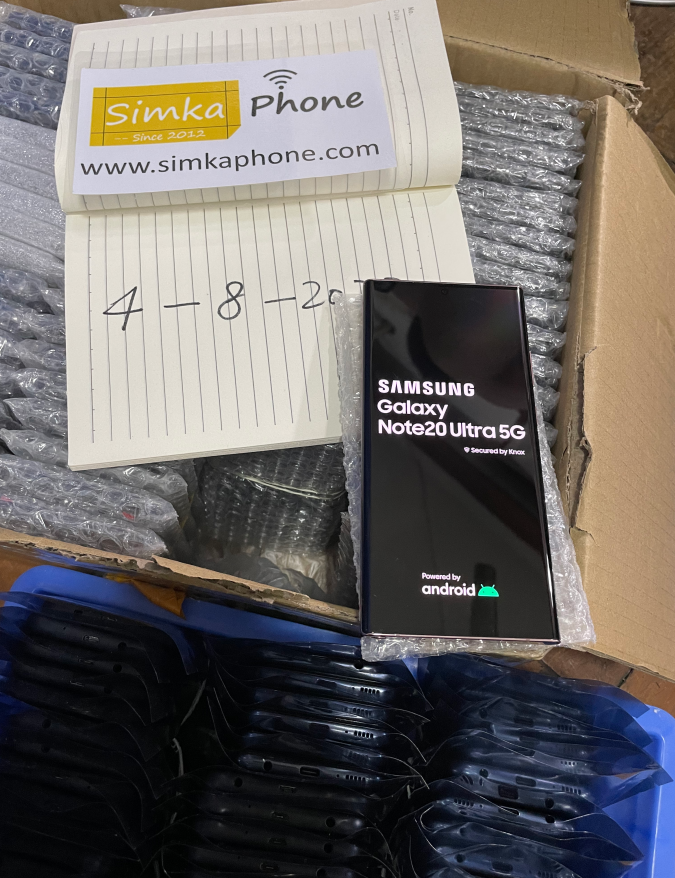 Simka Phone
Since 2012
www.simkaphone.com
4-8-20
SAMSUNG
Galaxy
Note20 Ultra 5G
Secured by Knox
Powered by
android